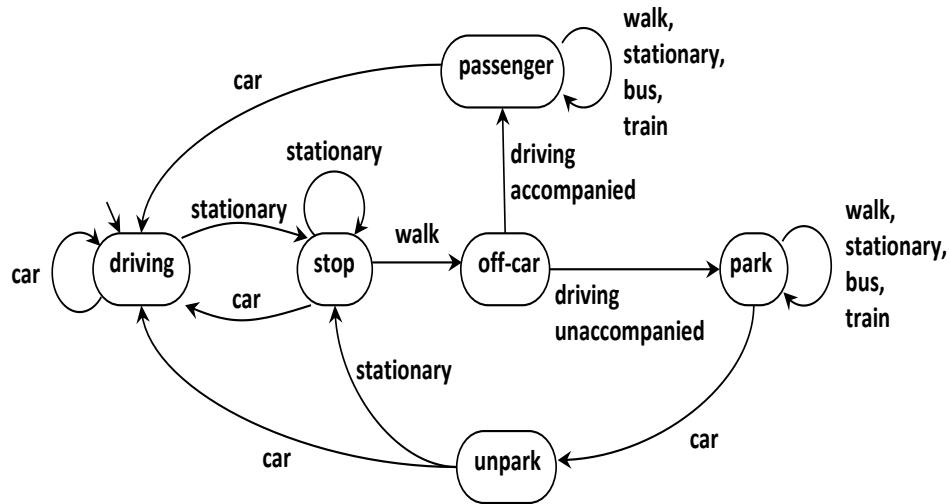 walk,
stationary,
bus,
train
passenger
car
driving
accompanied
stationary
stationary
walk
walk,
stationary,
bus,
train
car
driving
stop
off-car
park
car
driving
unaccompanied
stationary
car
unpark
car